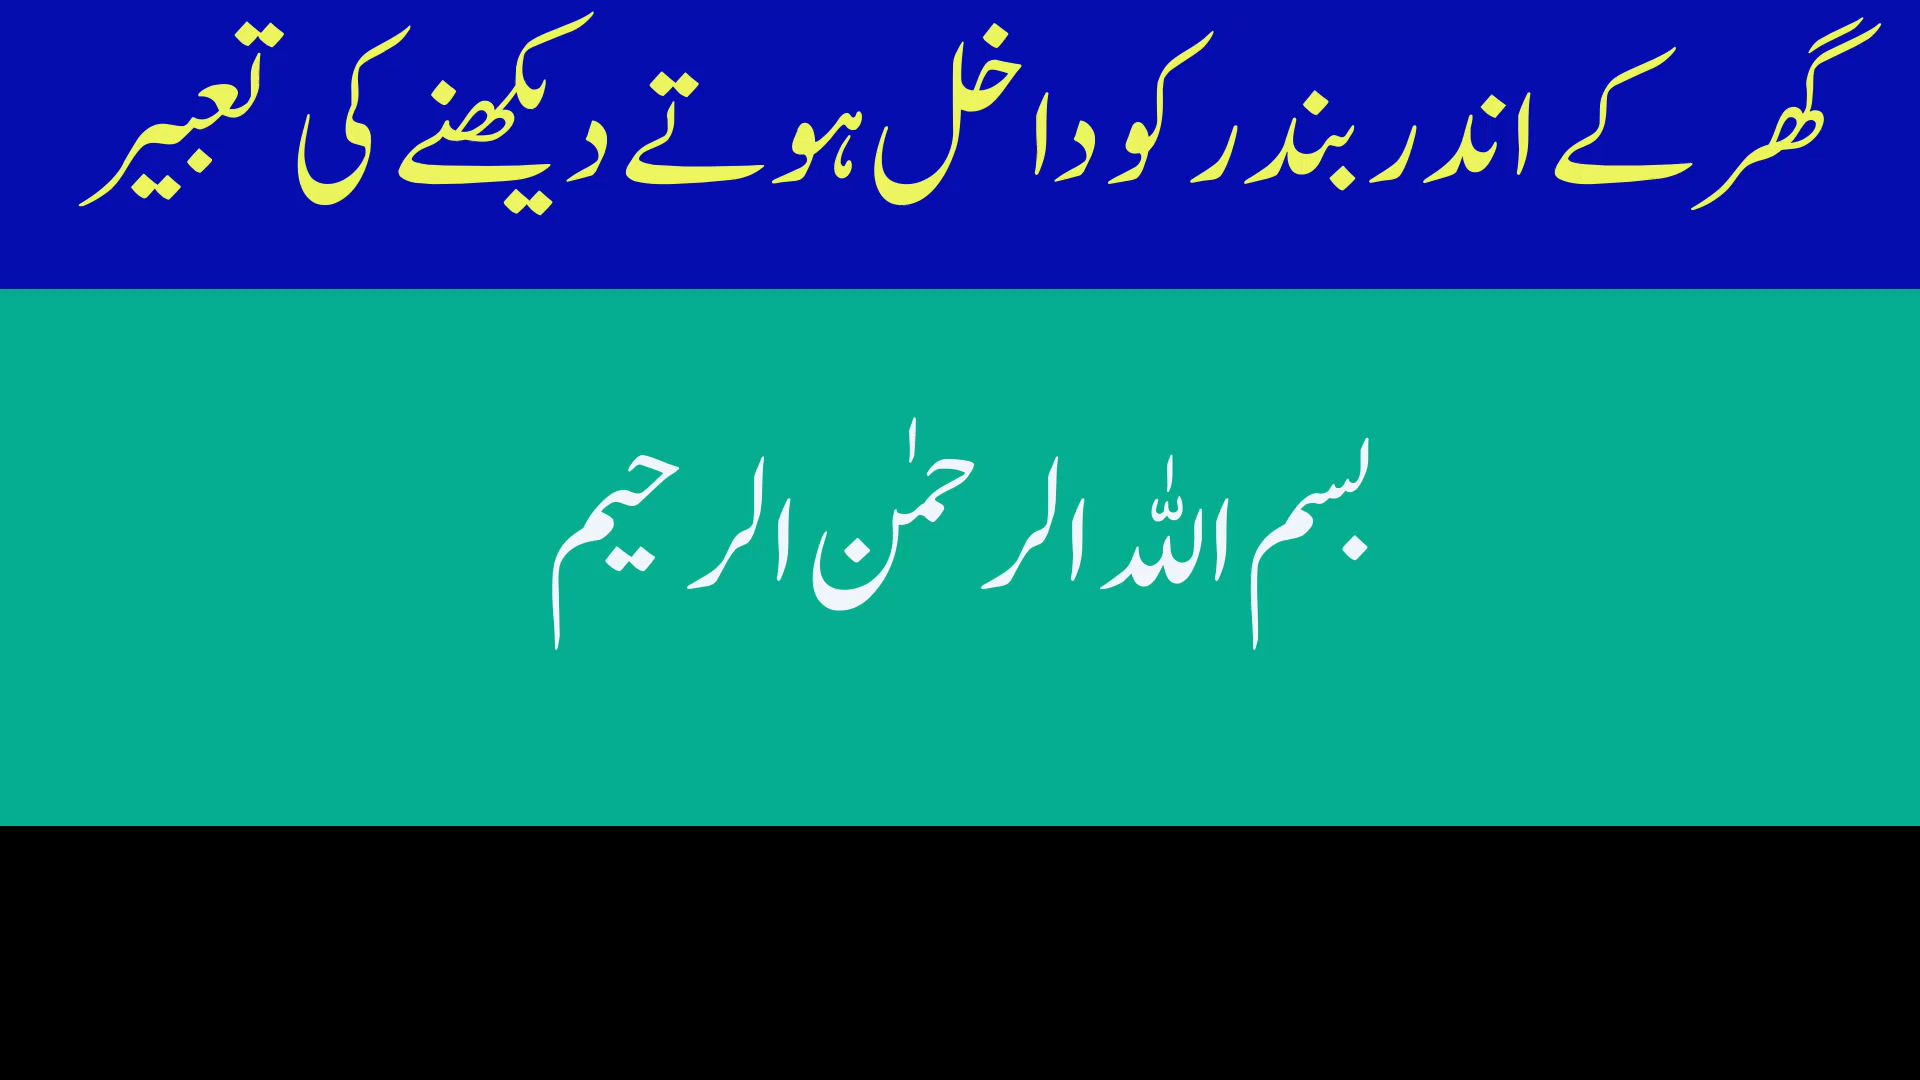 گھر کے اندر بندر کو داخل ہوتے دیکھنے کی تعبیر
بسم اللہ الرحمٰن الرحیم